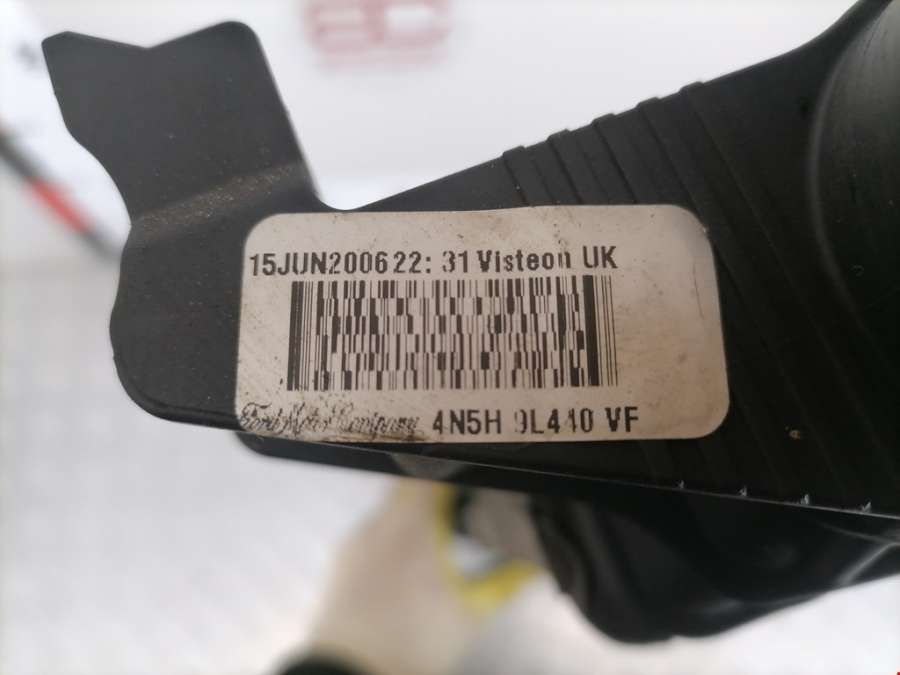 15JUN2006 22:31 Visteon UK
Ford Motor Company 4N5H 9L440 VF